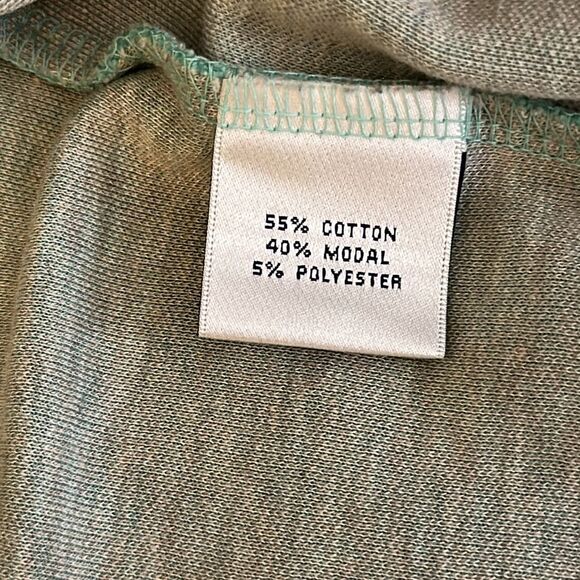 55% COTTON
40% MODAL
5% POLYESTER